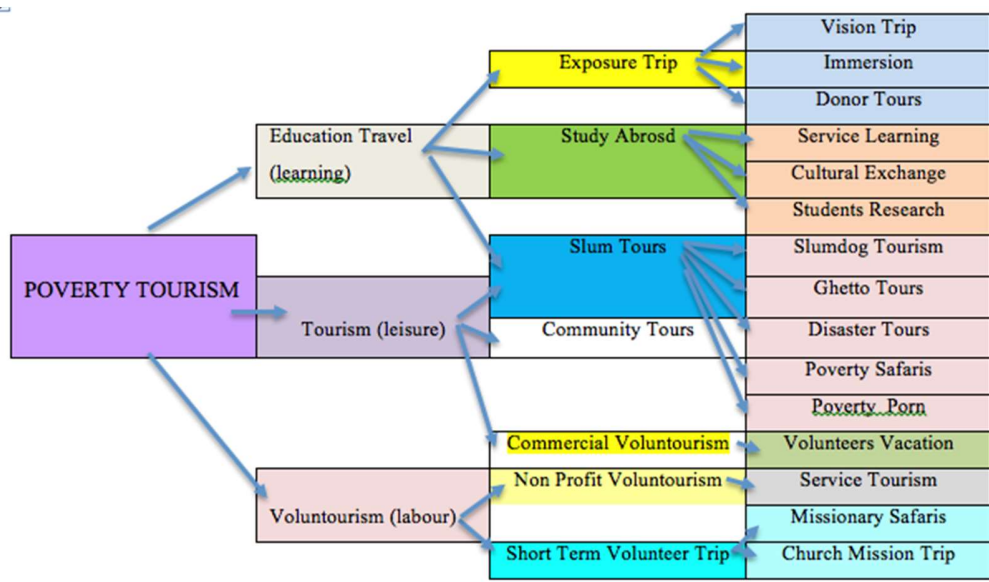 Vision Trip
Exposure Trip
Immersion
Donor Tours
Education Travel
(learning)
Study Abrosd
Service Learning
Cultural Exchange
Students Research
POVERTY TOURISM
Slum Tours
Slumdog Tourism
Ghetto Tours
Tourism (leisure)
Community Tours
Disaster Tours
Poverty Safaris
Poverty Porn
Commercial Voluntourism
Volunteers Vacation
Non Profit Voluntourism
Service Tourism
Voluntourism (labour)
Missionary Safaris
Short Term Volunteer Trip
Church Mission Trip